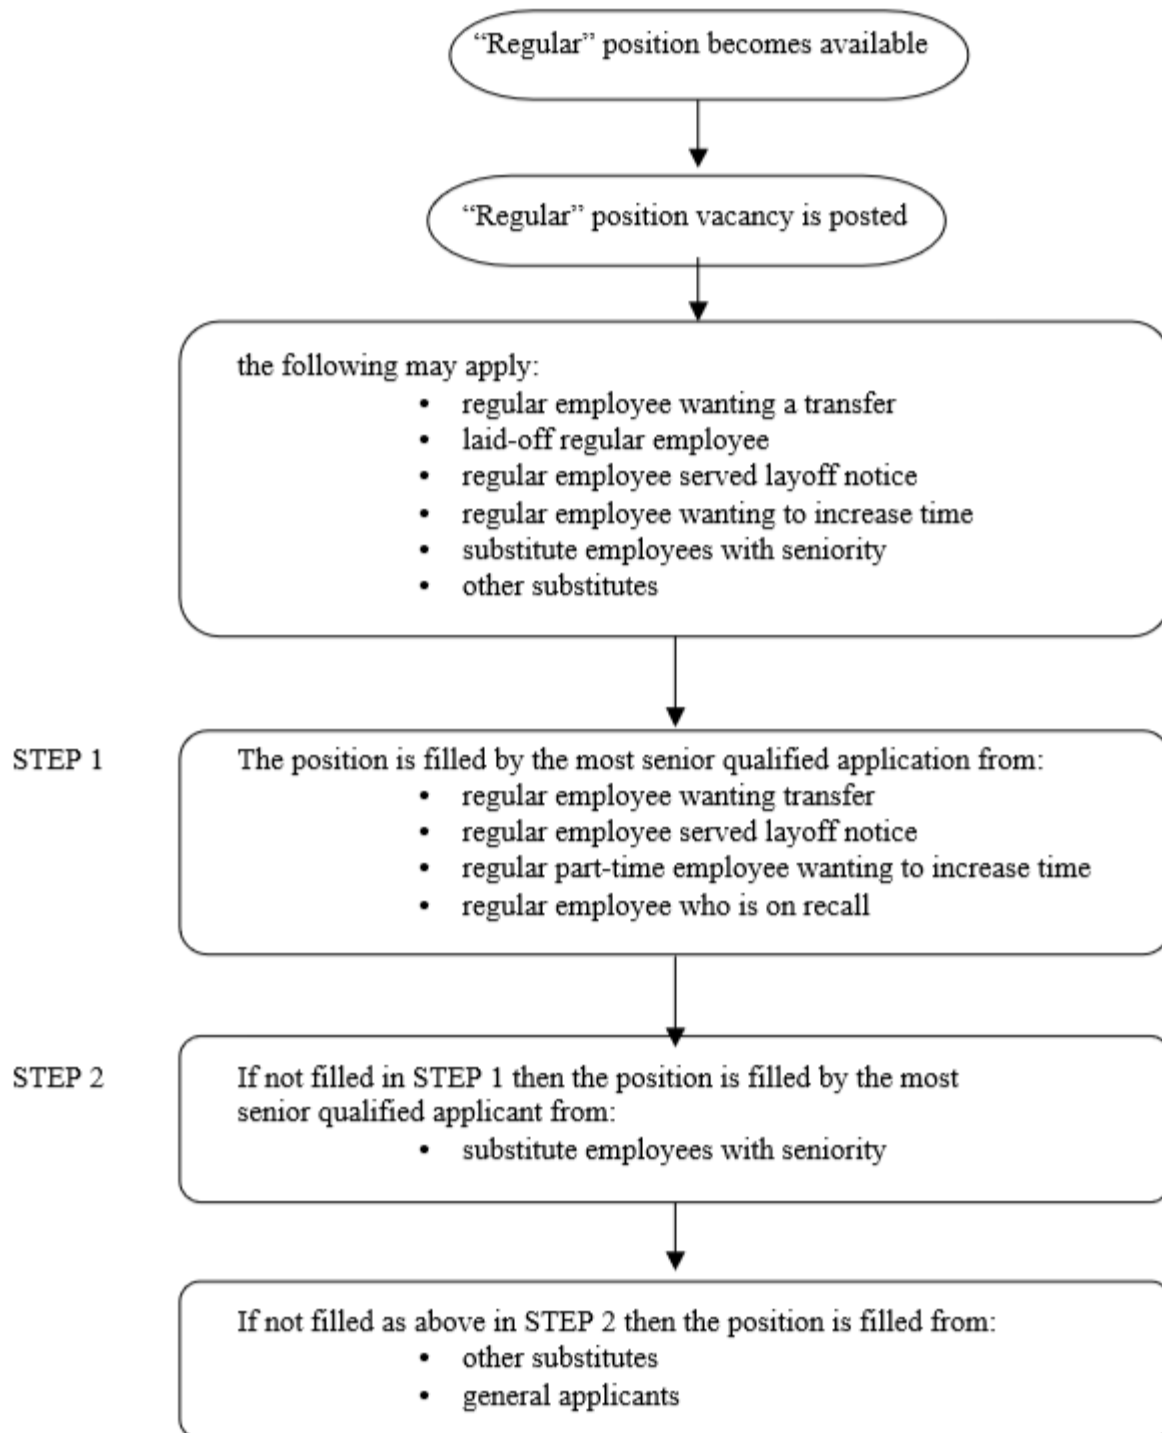 “Regular” position becomes available
“Regular” position vacancy is posted
the following may apply:
• regular employee wanting a transfer
• laid-off regular employee
• regular employee served layoff notice
• regular employee wanting to increase time
• substitute employees with seniority
• other substitutes
STEP 1
The position is filled by the most senior qualified application from:
• regular employee wanting transfer
• regular employee served layoff notice
• regular part-time employee wanting to increase time
• regular employee who is on recall
STEP 2
If not filled in STEP 1 then the position is filled by the most
senior qualified applicant from:
• substitute employees with seniority
If not filled as above in STEP 2 then the position is filled from:
• other substitutes
• general applicants